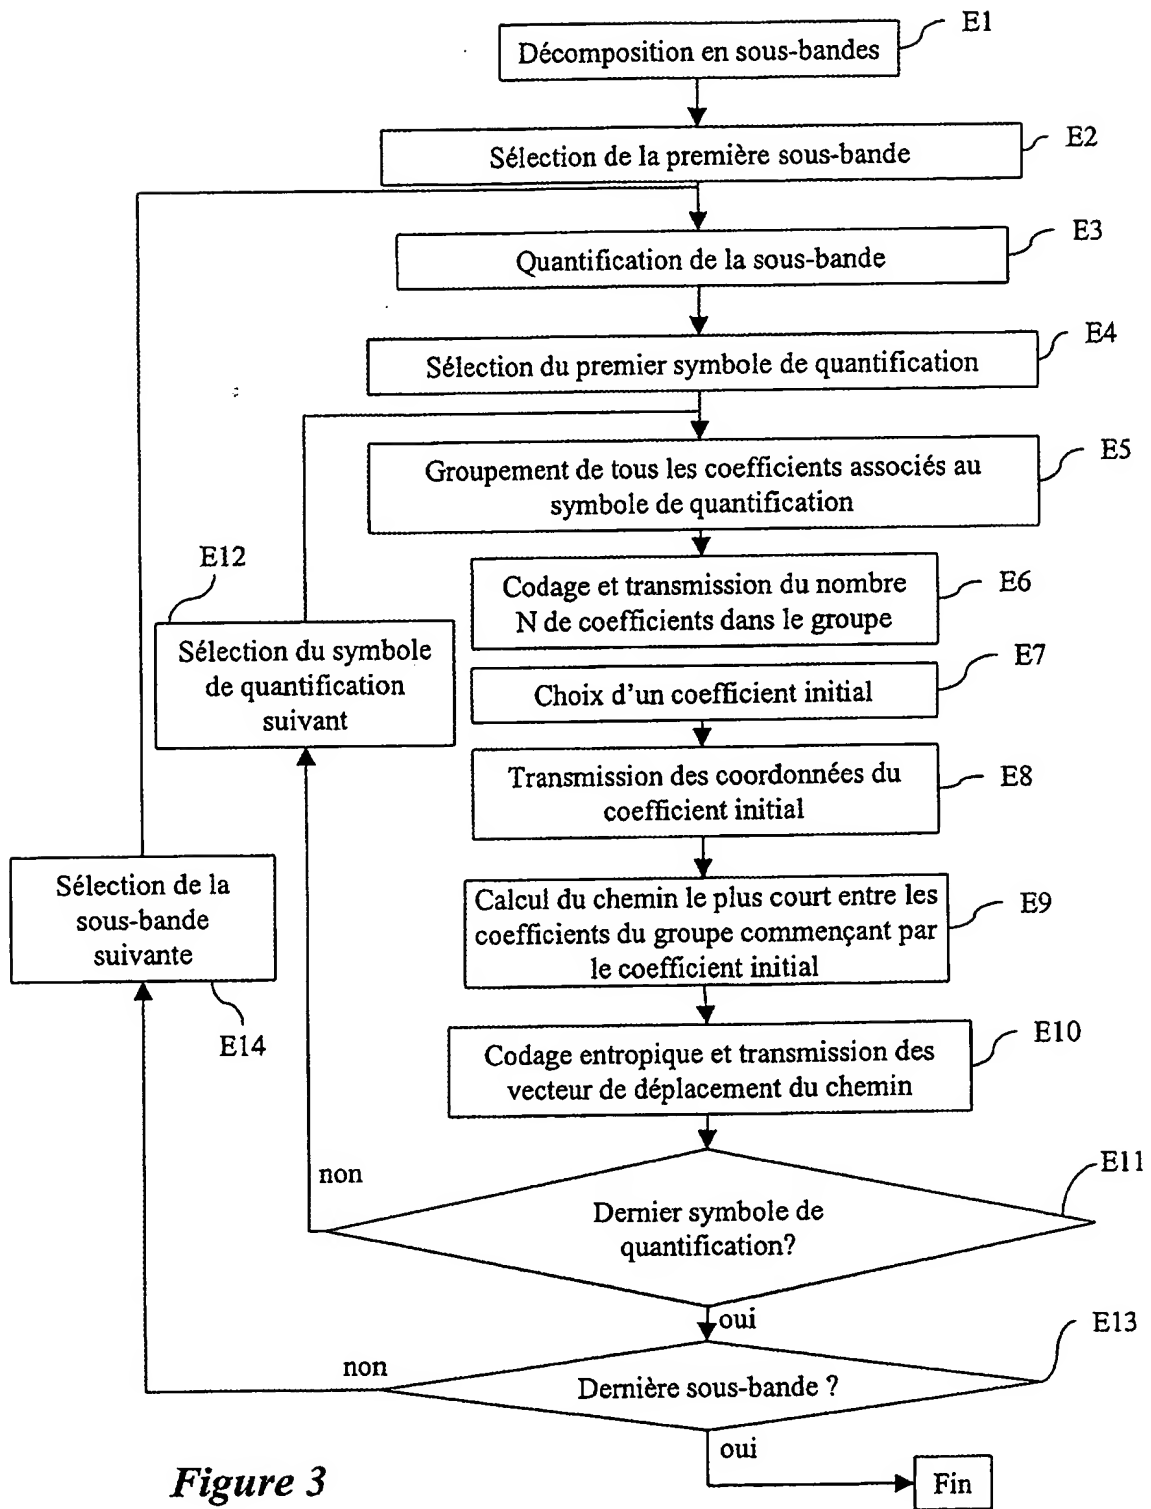 E1
Décomposition en sous-bandes
E2
Sélection de la première sous-bande
E3
Quantification de la sous-bande
E4
Sélection du premier symbole de quantification
E5
Groupement de tous les coefficients associés au
symbole de quantification
E6
Codage et transmission du nombre
N de coefficients dans le groupe
E12
Sélection du symbole
de quantification
suivant
E7
Choix d'un coefficient initial
E8
Transmission des coordonnées du
coefficient initial
E9
Calcul du chemin le plus court entre les
coefficients du groupe commençant par
le coefficient initial
Sélection de la
sous-bande
suivante
E14
E10
Codage entropique et transmission des
vecteur de déplacement du chemin
E11
non
Dernier symbole de
quantification?
oui
E13
non
Dernière sous-bande ?
oui
Fin
Figure 3